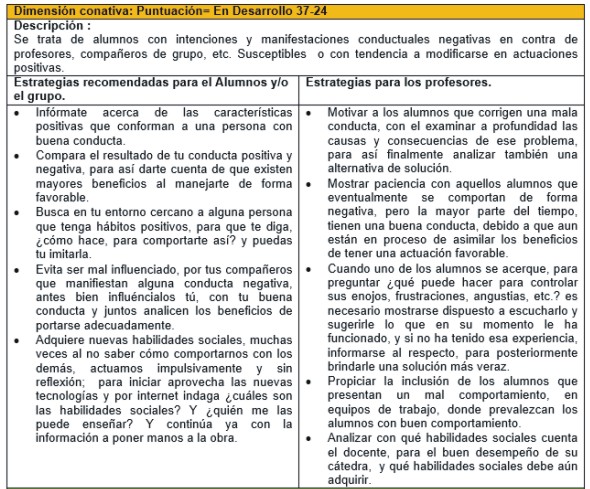 Dimensión conativa: Puntuación= En Desarrollo 37-24
Descripción :
Se trata de alumnos con intenciones y manifestaciones conductuales negativas en contra de
profesores, compañeros de grupo, etc. Susceptibles o con tendencia a modificarse en actuaciones
positivas.
Estrategias recomendadas para el Alumnos y/o
el grupo.
• Infórmate acerca de las características
positivas que conforman a una persona con
buena conducta.
• Compara el resultado de tu conducta positiva y
negativa, para así darte cuenta de que existen
mayores beneficios al manejarte de forma
favorable.
• Busca en tu entorno cercano a alguna persona
que tenga hábitos positivos, para que te diga,
¿cómo hace, para comportarte así? y puedas
tu imitarla.
• Evita ser mal influenciado, por tus compañeros
que manifiestan alguna conducta negativa,
antes bien influéncialos tú, con tu buena
conducta y juntos analicen los beneficios de
portarse adecuadamente.
• Adquiere nuevas habilidades sociales, muchas
veces al no saber cómo comportarnos con los
demás, actuamos impulsivamente y sin
reflexión; para iniciar aprovecha las nuevas
tecnologías y por internet indaga ¿cuáles son
las habilidades sociales? Y ¿quién me las
puede enseñar? Y continúa ya con la
información a poner manos a la obra.
Estrategias para los profesores.
• Motivar a los alumnos que corrigen una mala
conducta, con el examinar a profundidad las
causas y consecuencias de ese problema,
para así finalmente analizar también una
alternativa de solución.
• Mostrar paciencia con aquellos alumnos que
eventualmente se comportan de forma
negativa, pero la mayor parte del tiempo,
tienen una buena conducta, debido a que aun
están en proceso de asimilar los beneficios
de tener una actuación favorable.
• Cuando uno de los alumnos se acerque, para
preguntar ¿qué puede hacer para controlar
sus enojos, frustraciones, angustias, etc.? es
necesario mostrarse dispuesto a escucharlo y
sugerirle lo que en su momento le ha
funcionado, y si no ha tenido esa experiencia,
informarse al respecto, para posteriormente
brindarle una solución más veraz.
• Propiciar la inclusión de los alumnos que
presentan un mal comportamiento, en
equipos de trabajo, donde prevalezcan los
alumnos con buen comportamiento.
• Analizar con qué habilidades sociales cuenta
el docente, para el buen desempeño de su
cátedra, y qué habilidades sociales debe aún
adquirir.